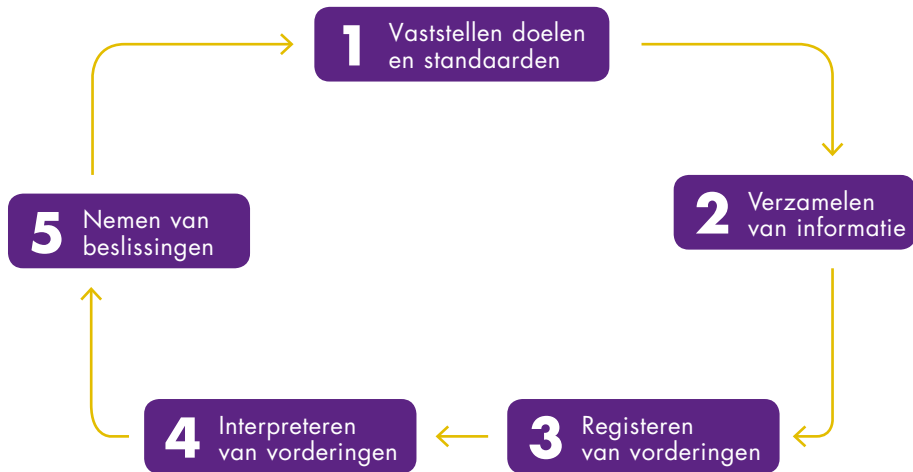 1 Vaststellen doelen
en standaarden
2 Verzamelen
van informatie
3 Registeren
van vorderingen
4 Interpreteren
van vorderingen
5 Nemen van
beslissingen